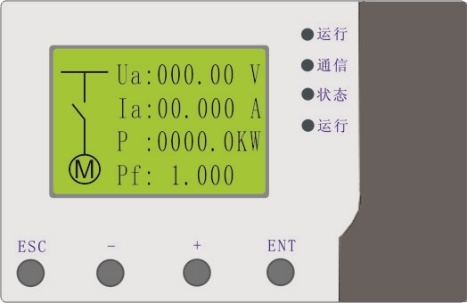 Ua:000.00 V
Ia:00.000 A
P :0000.0KW
Pf: 1.000
M
运行
通信
状态
运行
ESC - + ENT